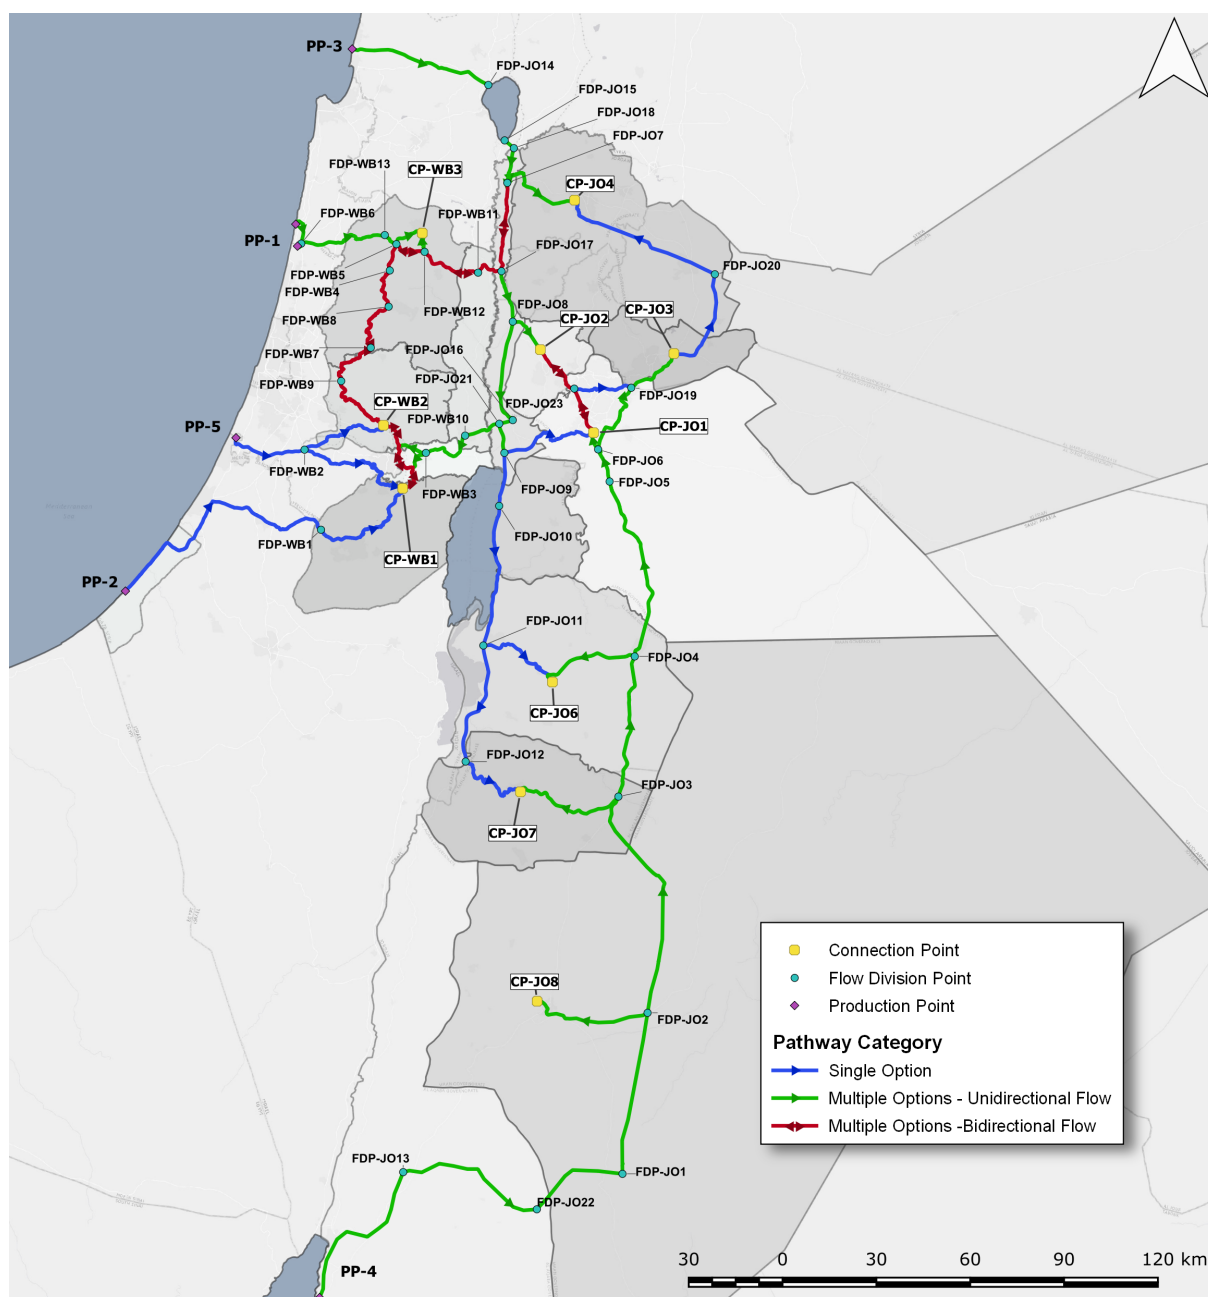 PP-3
FDP-JO14
FDP-JO15
FDP-JO18
FDP-JO7
FDP-WB13
CP-WB3
CP-JO4
FDP-WB6
FDP-WB11
PP-1
FDP-JO17
FDP-WB5
FDP-JO20
FDP-WB4
FDP-JO8
CP-JO3
FDP-WB8
FDP-WB12
CP-JO2
FDP-WB7
FDP-JO16
FDP-WB9
FDP-JO21
FDP-JO19
CP-WB2
FDP-JO23
PP-5
FDP-WB10
CP-JO1
FDP-WB2
FDP-JO6
FDP-WB3
FDP-JO9
FDP-JO5
FDP-WB1
FDP-JO10
CP-WB1
PP-2
FDP-JO11
FDP-JO4
CP-JO6
FDP-JO12
FDP-JO3
CP-JO7
CP-JO8
FDP-JO2
Connection Point
Flow Division Point
Production Point
Pathway Category
Single Option
Multiple Options - Unidirectional Flow
Multiple Options -Bidirectional Flow
FDP-JO13
FDP-JO1
FDP-JO22
PP-4
30 0 30 60 90 120 km